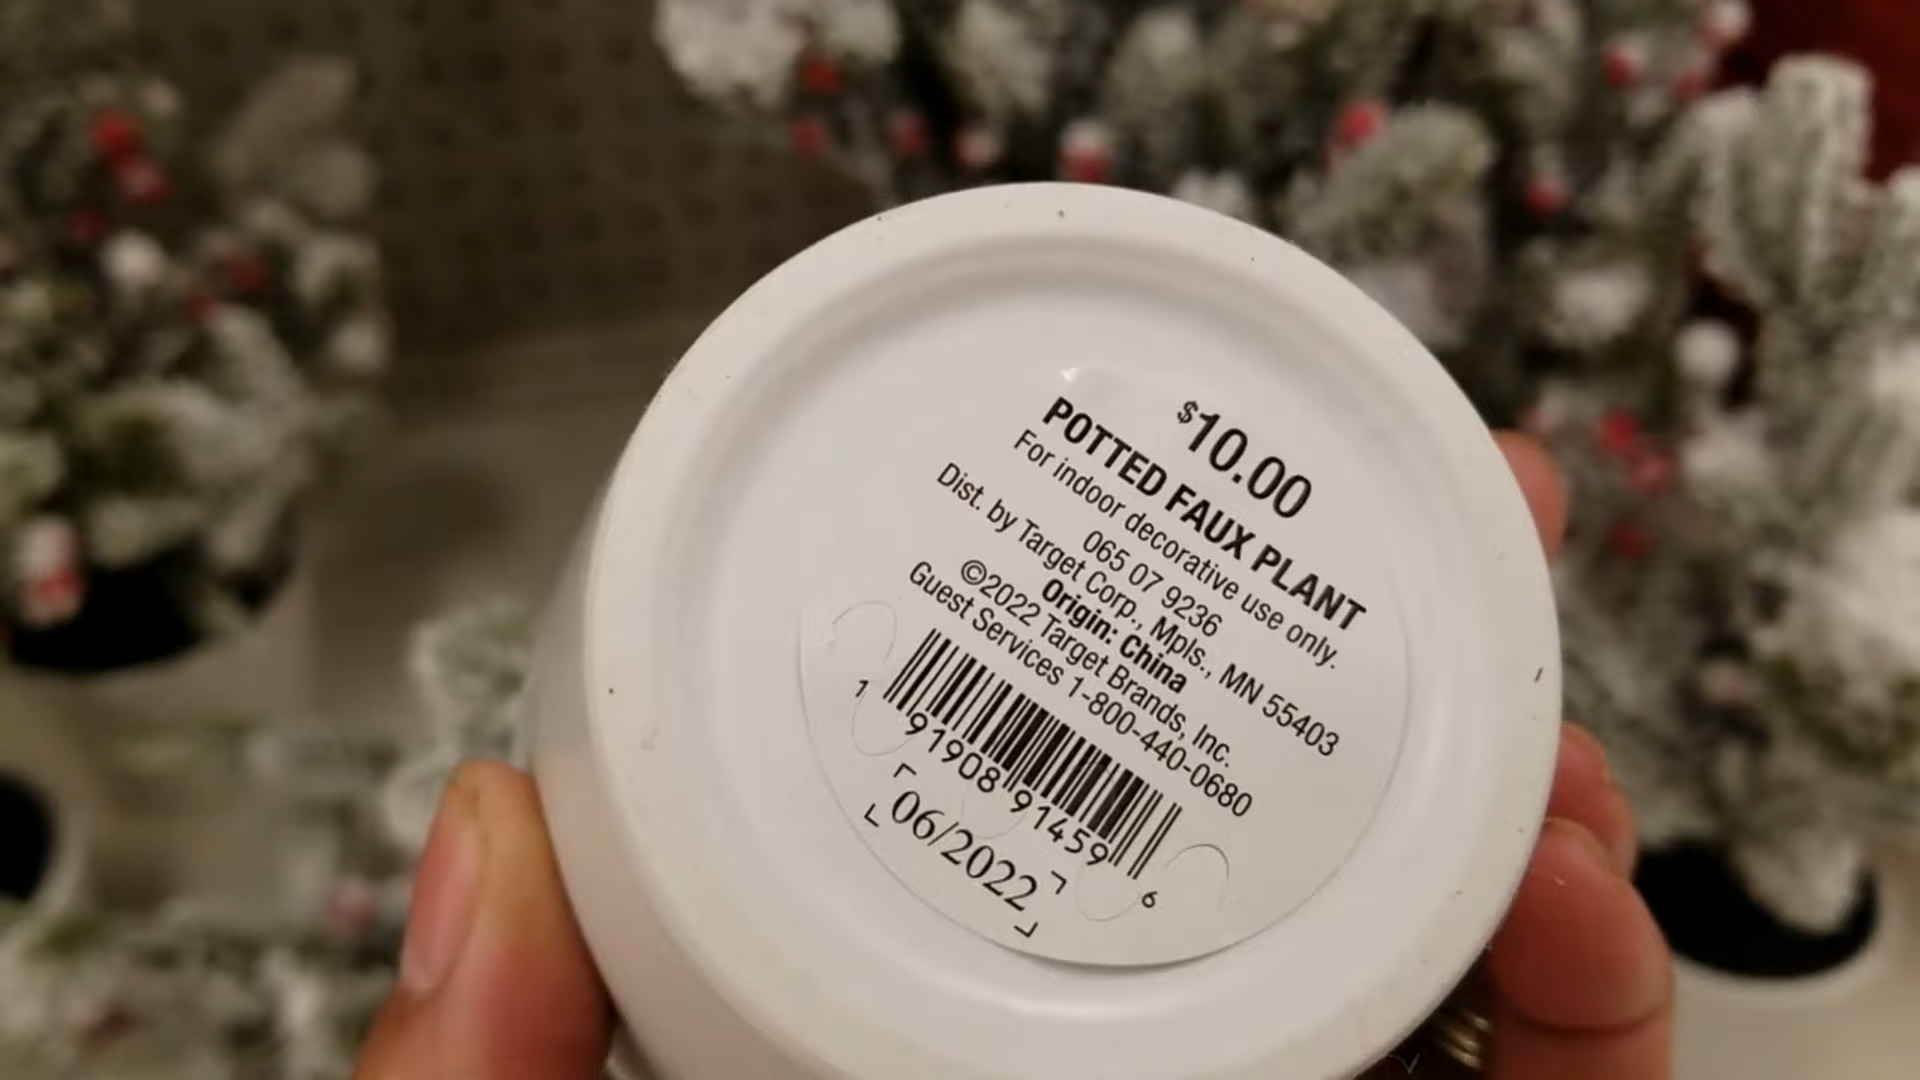 $10.00
POTTED FAUX PLANT
For indoor decorative use only.
065 07 9236
Dist. by Target Corp., Mpls., MN 55403
Origin: China
©2022 Target Brands, Inc.
Guest Services 1-800-440-0680
1 91908 91459 6
06/2022